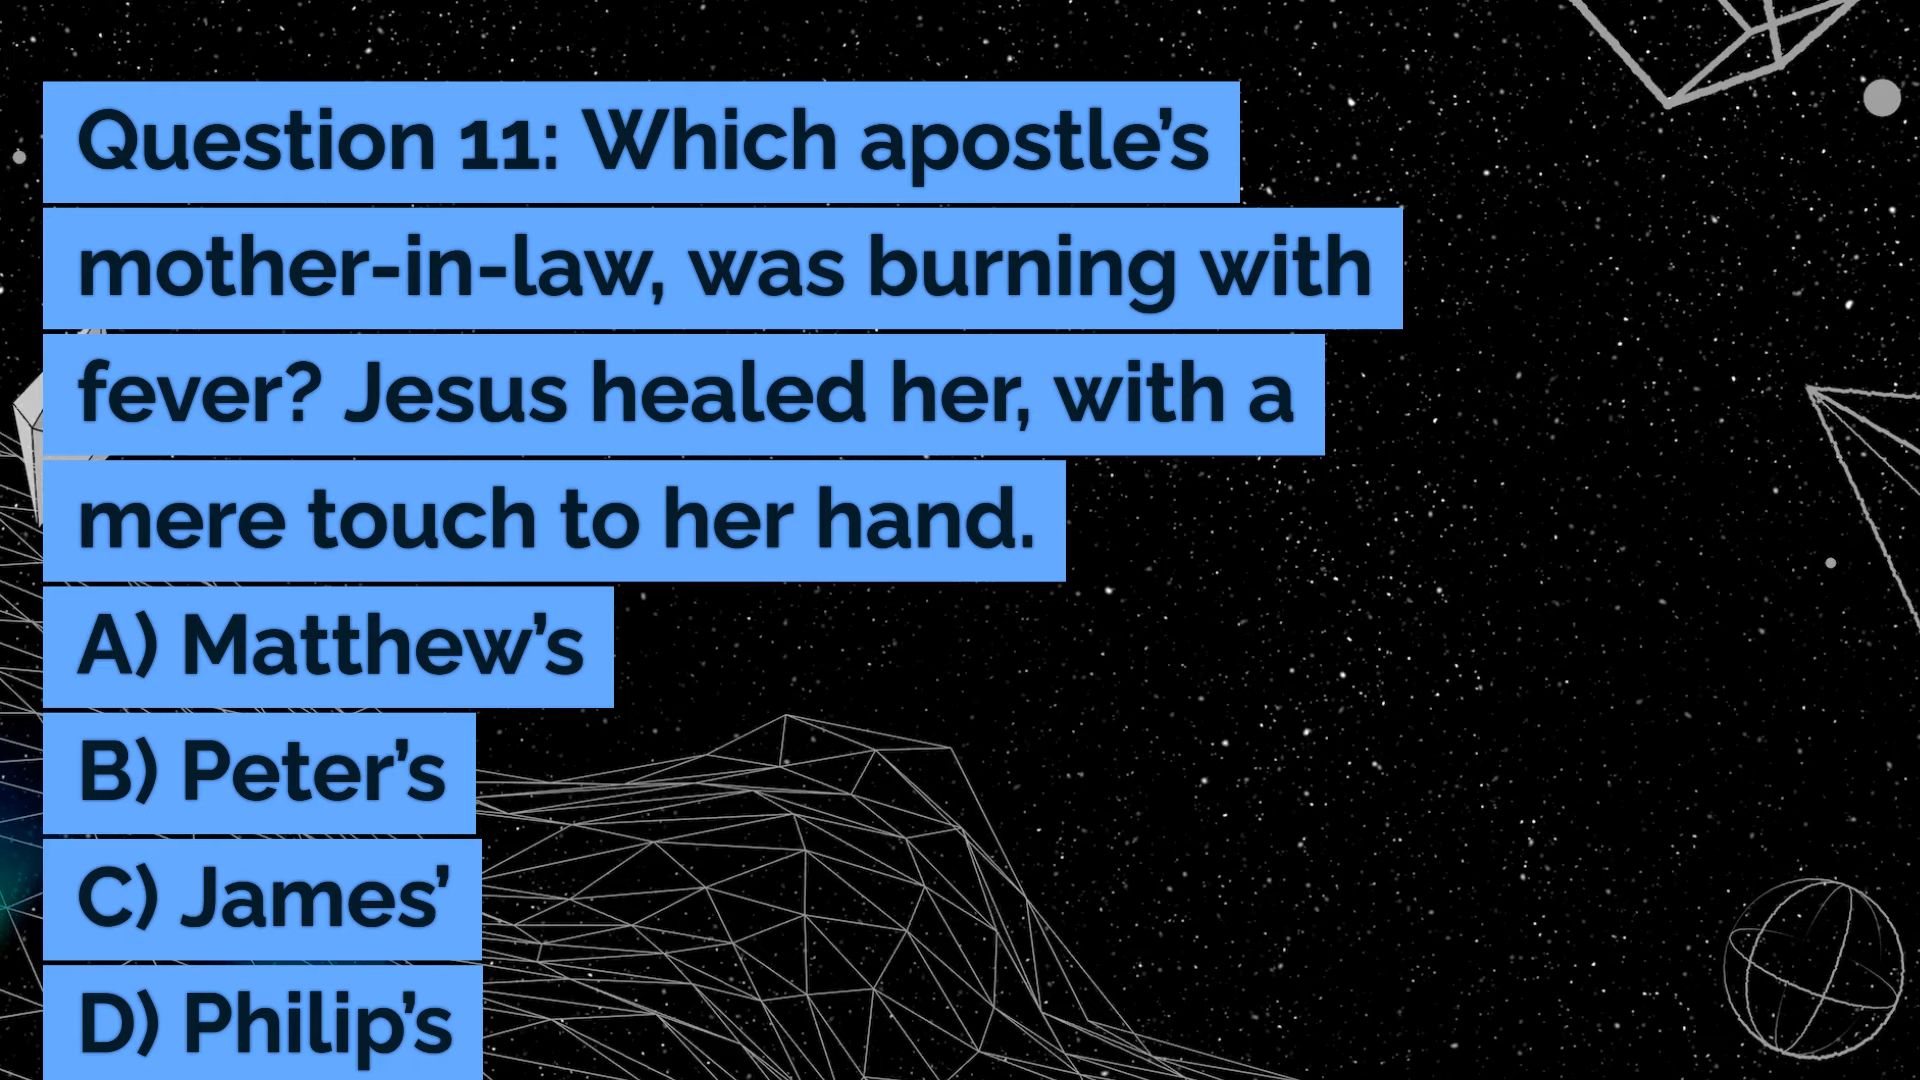 Question 11: Which apostle’s
mother-in-law, was burning with
fever? Jesus healed her, with a
mere touch to her hand.
A) Matthew’s
B) Peter’s
C) James’
D) Philip’s